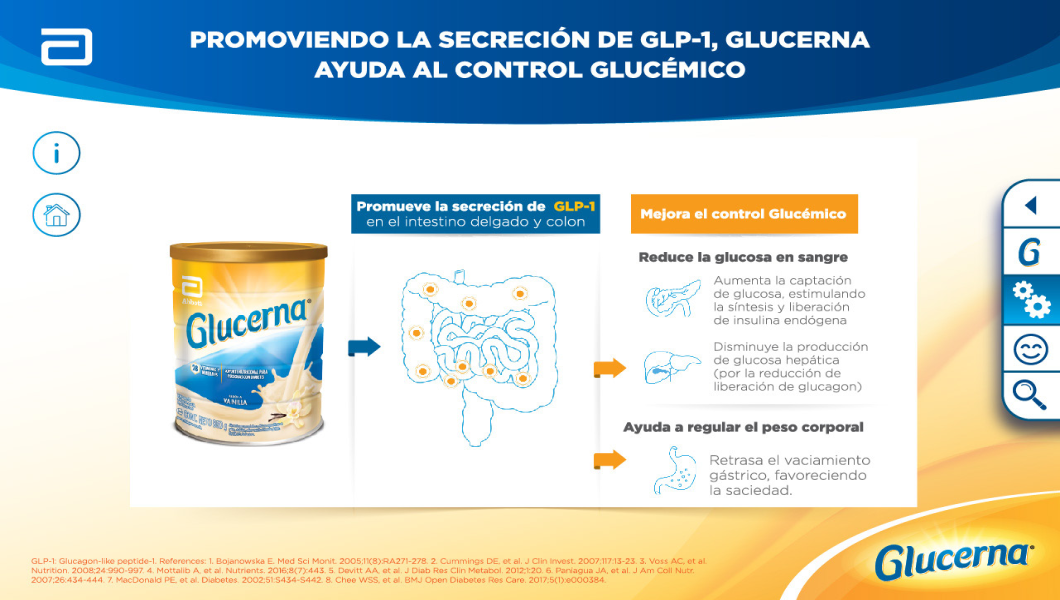 PROMOVIENDO LA SECRECIÓN DE GLP-1, GLUCERNA
AYUDA AL CONTROL GLUCÉMICO
i
Promueve la secreción de GLP-1
en el intestino delgado y colon
Mejora el control Glucémico
Reduce la glucosa en sangre
Aumenta la captación
de glucosa, estimulando
la síntesis y liberación
de insulina endógena
Disminuye la producción
de glucosa hepática
(por la reducción de
liberación de glucagon)
Ayuda a regular el peso corporal
Retrasa el vaciamiento
gástrico, favoreciendo
la saciedad.
Abbott
Glucerna®
VAINILLA
G
Glucerna
GLP-1: Glucagon-like peptide-1. References: 1. Bojanowska E. Med Sci Monit. 2005;11(8):RA271-278. 2. Cummings DE, et al. J Clin Invest. 2007;117:13-23. 3. Voss AC, et al.
Nutrition. 2008;24:990-997. 4. Mottalib A, et al. Nutrients. 2016;8(7):443. 5. Devitt AA, et al. J Diab Res Clin Metabol. 2012;1:20. 6. Paniagua JA, et al. J Am Coll Nutr.
2007;26:434-444. 7. MacDonald PE, et al. Diabetes. 2002;51:S434-S442. 8. Chee WSS, et al. BMJ Open Diabetes Res Care. 2017;5(1):e000384.